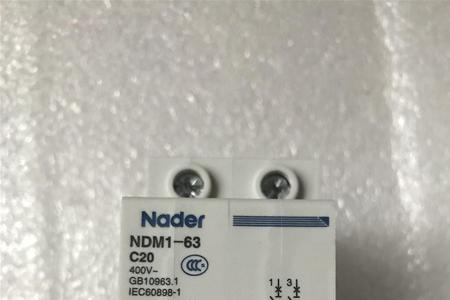 Nader
NDM1-63
C20
400V~
GB10963.1
IEC60898-1
1 3